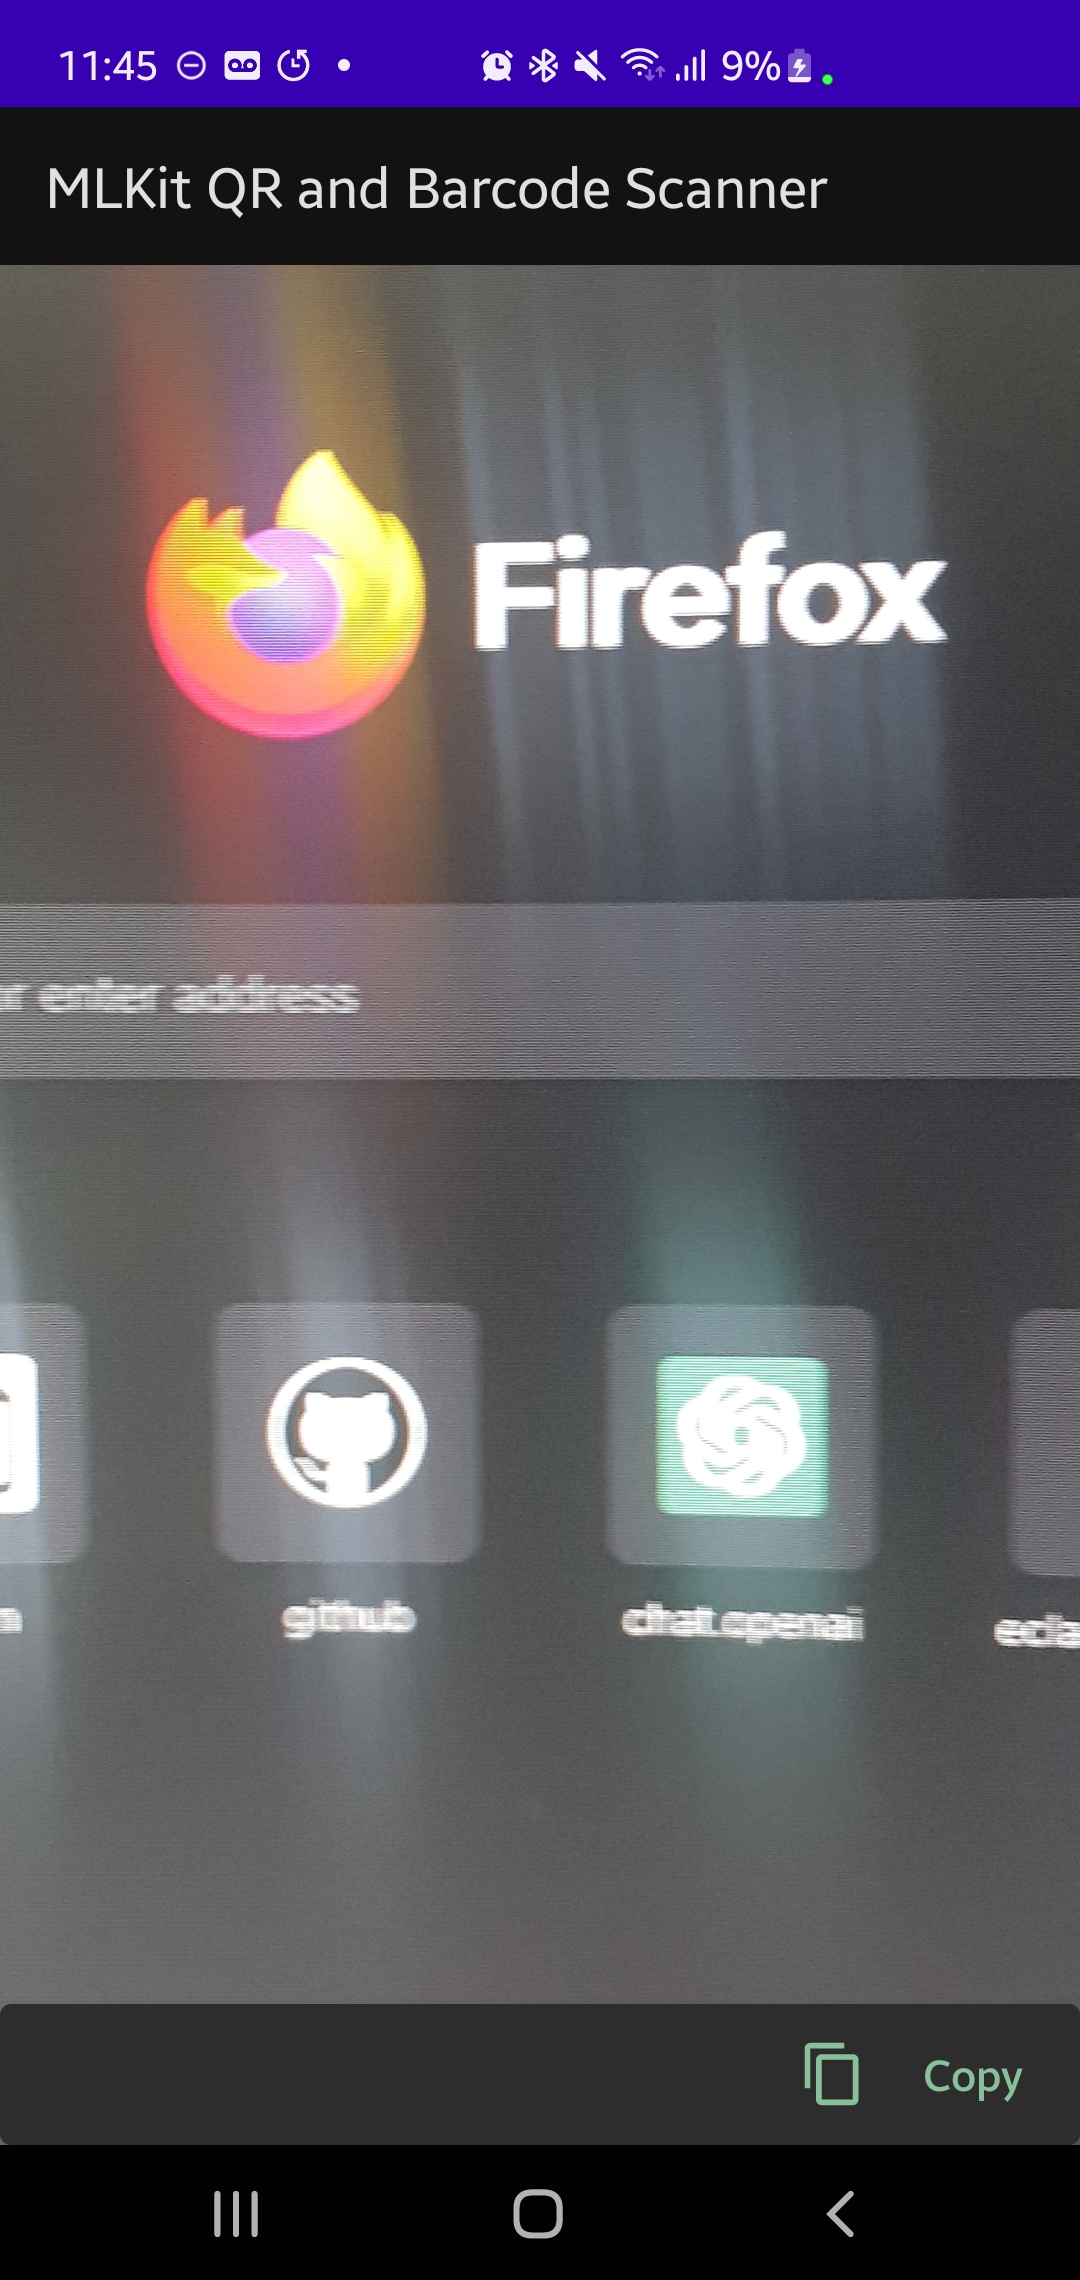 11:45
9%
MLKit QR and Barcode Scanner
Firefox
r enter address
github
chat.openai
Copy